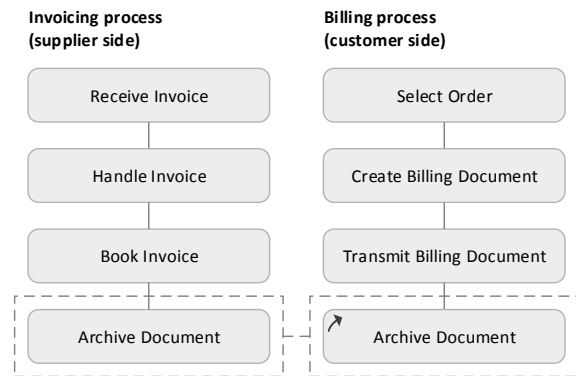 Invoicing process
(supplier side)
Receive Invoice
Handle Invoice
Book Invoice
Archive Document
Billing process
(customer side)
Select Order
Create Billing Document
Transmit Billing Document
Archive Document